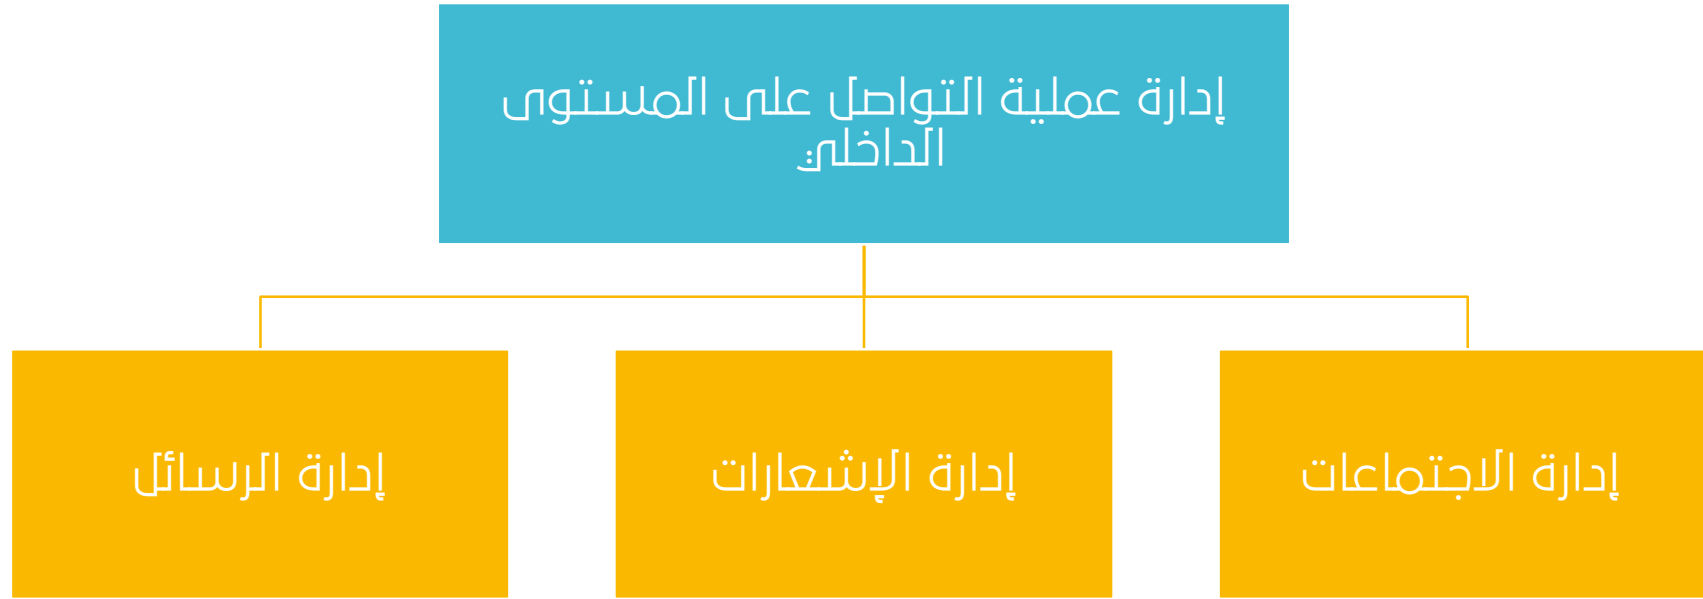 إدارة عملية التواصل على المستوى
الداخلي
إدارة الاجتماعات
إدارة الإشعارات
إدارة الرسائل